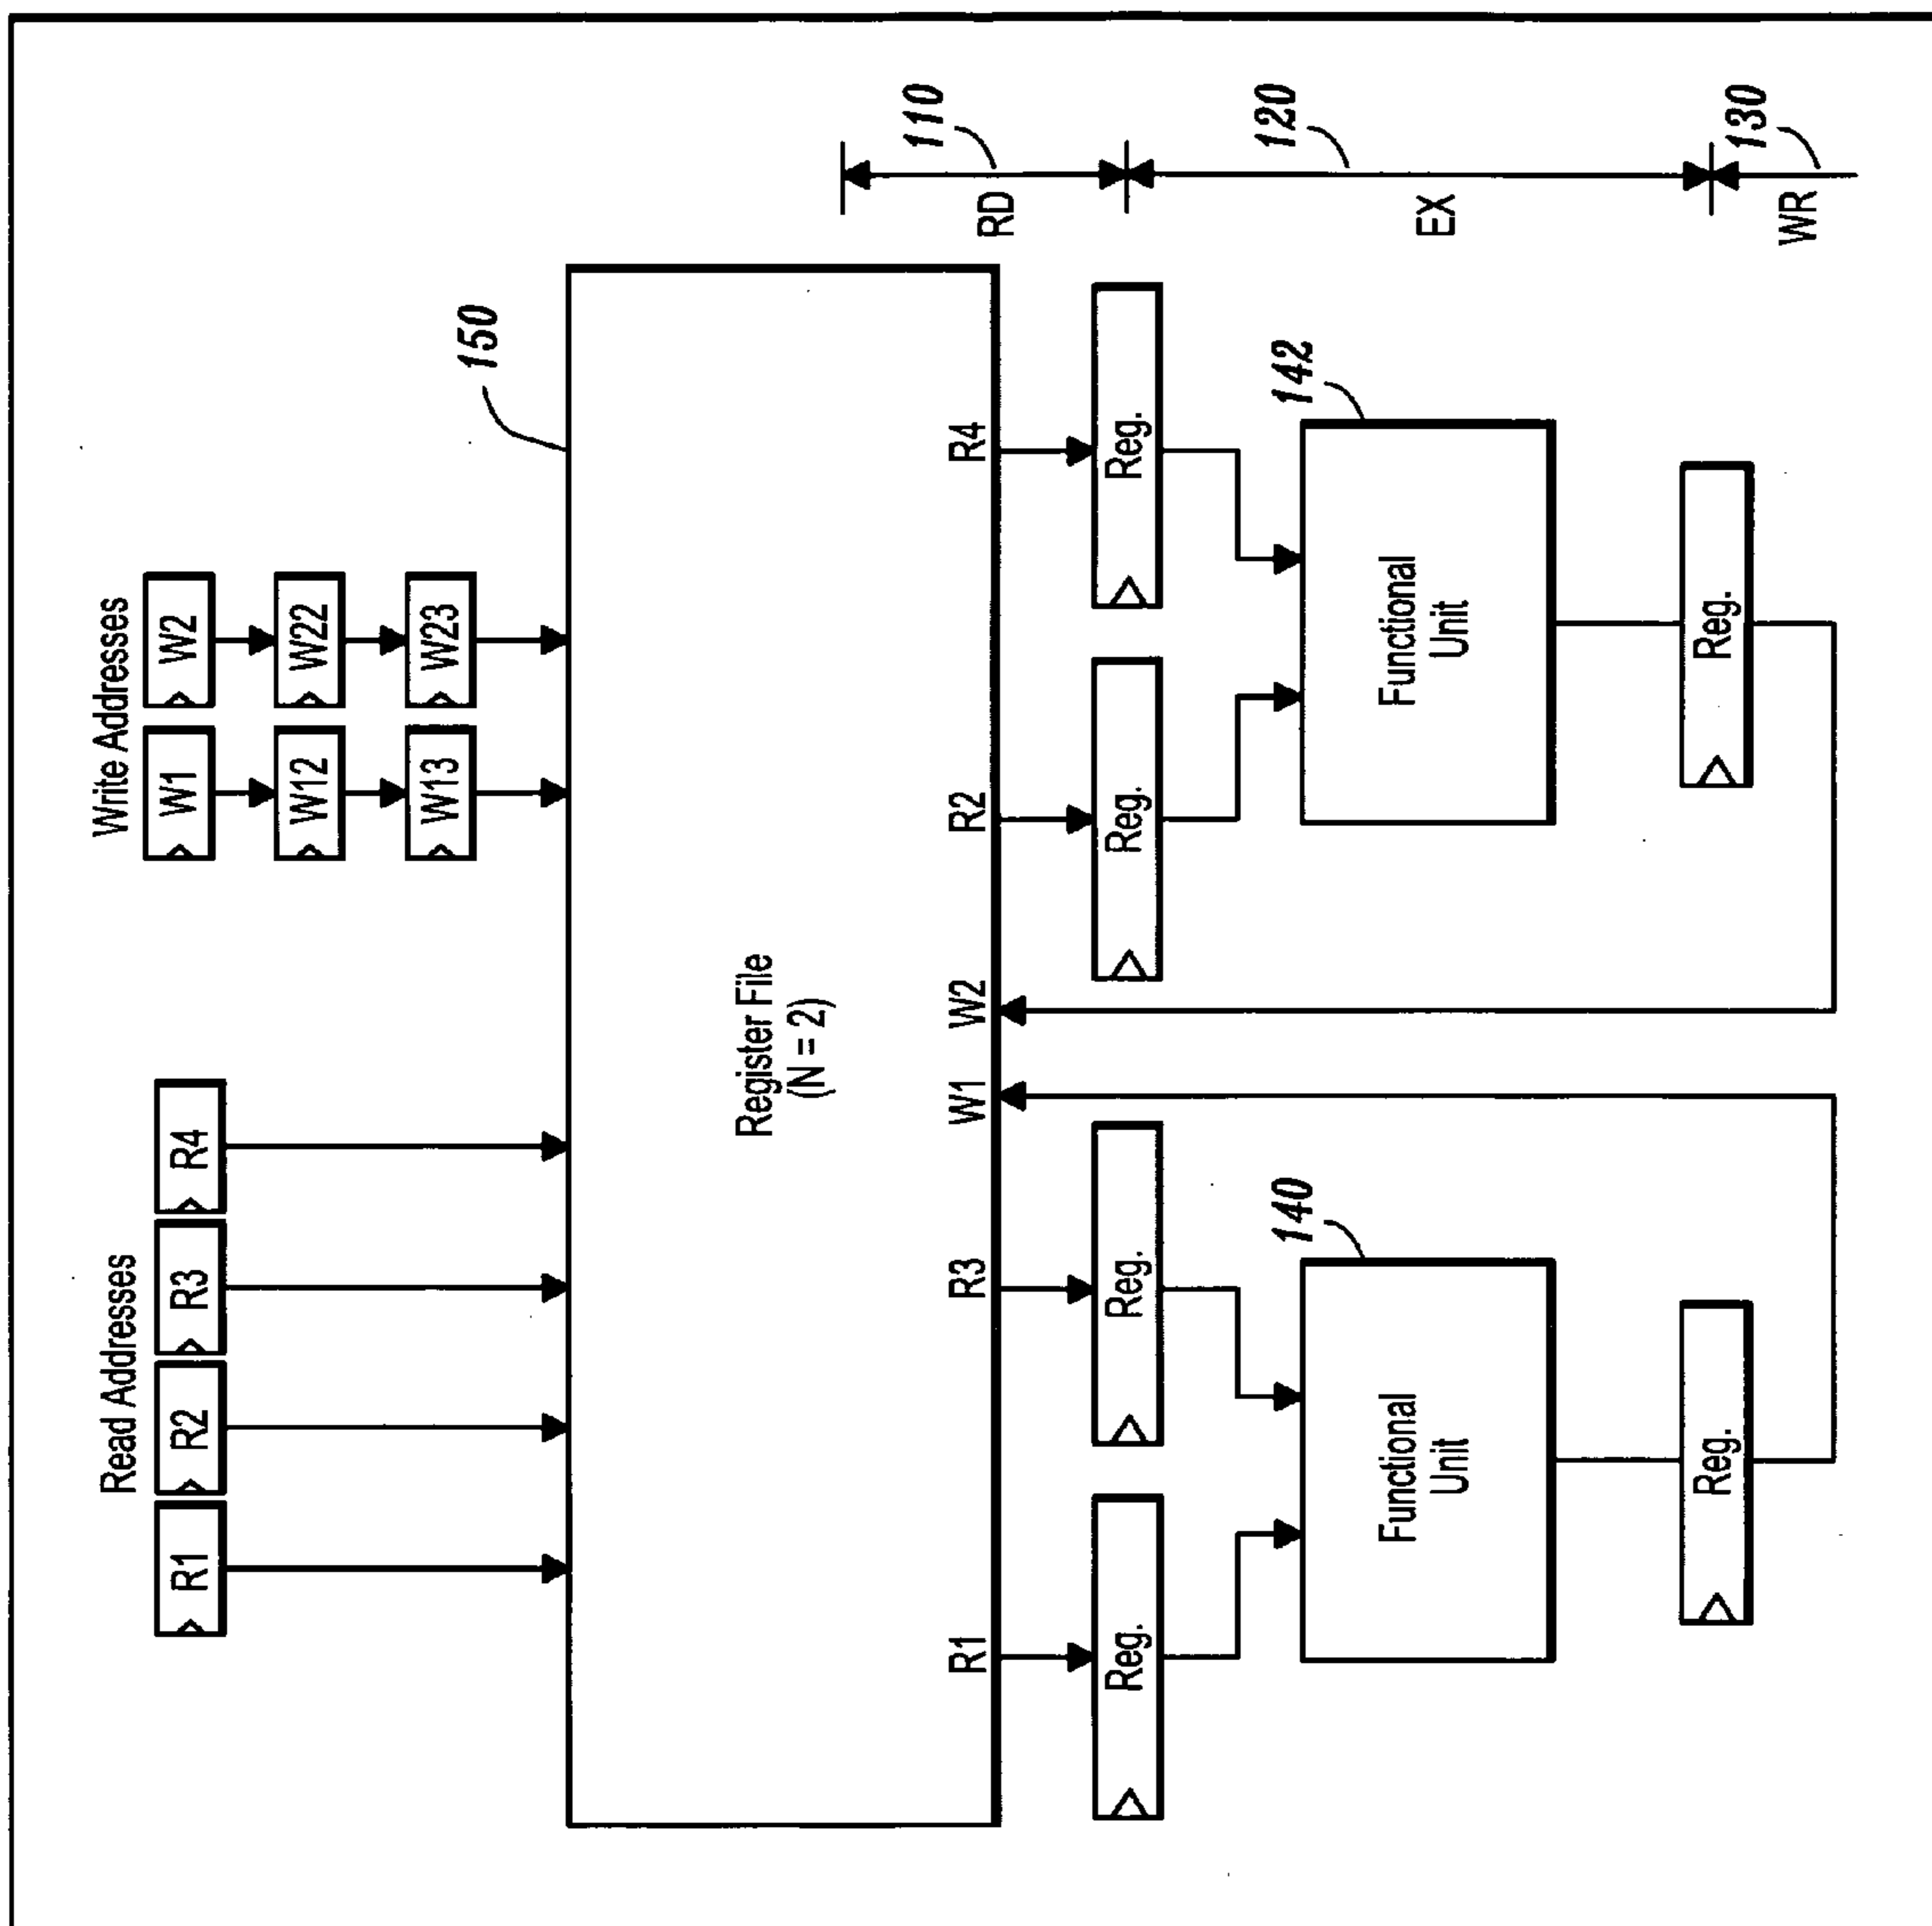 Read Addresses
Write Addresses
R1
R2
R3
R4
W1
W2
W12
W22
W13
W23
150
Register File
(N = 2)
R1
R3
W1
W2
R2
R4
RD
110
Reg.
Reg.
Reg.
Reg.
140
142
Functional
Unit
Functional
Unit
EX
120
Reg.
Reg.
WR
130